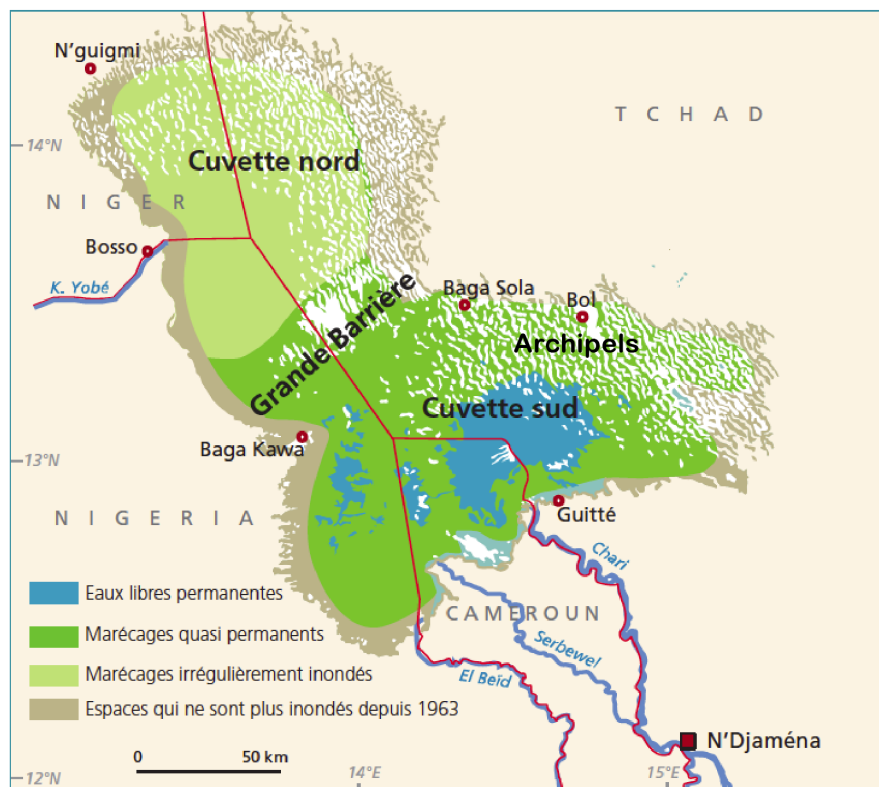 N'guigmi
T C H A D
14°N
Cuvette nord
N I G E R
Bosso
K. Yobé
Grande Barrière
Baga Sola
Bol
Archipels
Cuvette sud
Baga Kawa
13°N
N I G E R I A
Guitté
Chari
Eaux libres permanentes
CAMEROUN
Marécages quasi permanents
Serbewel
Marécages irrégulièrement inondés
El Beïd
Espaces qui ne sont plus inondés depuis 1963
N'Djaména
0 50 km
12°N
14°E
15°E